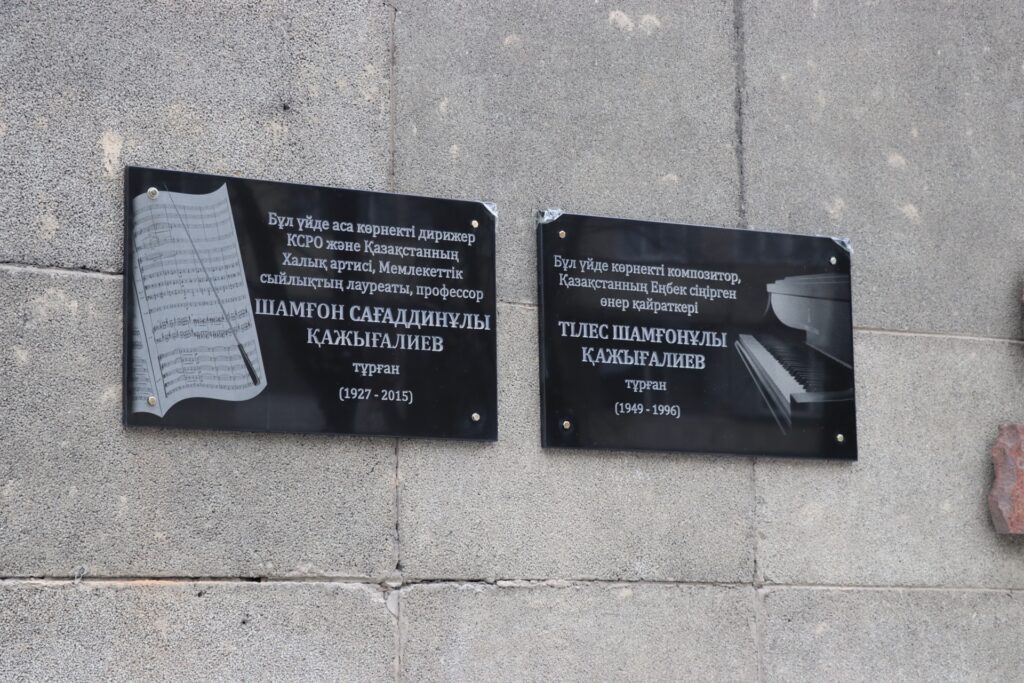 Бұл үйде аса көрнекті дирижер
КСРО және Қазақстанның
Халық артисі, Мемлекеттік
сыйлықтың лауреаты, профессор
ШАМҒОН САҒАДДИНҰЛЫ
ҚАЖЫҒАЛИЕВ
тұрған
(1927 - 2015)
Бұл үйде көрнекті композитор,
Қазақстанның Еңбек сіңірген
өнер қайраткері
ТІЛЕС ШАМҒОНҰЛЫ
ҚАЖЫҒАЛИЕВ
тұрған
(1949 - 1996)